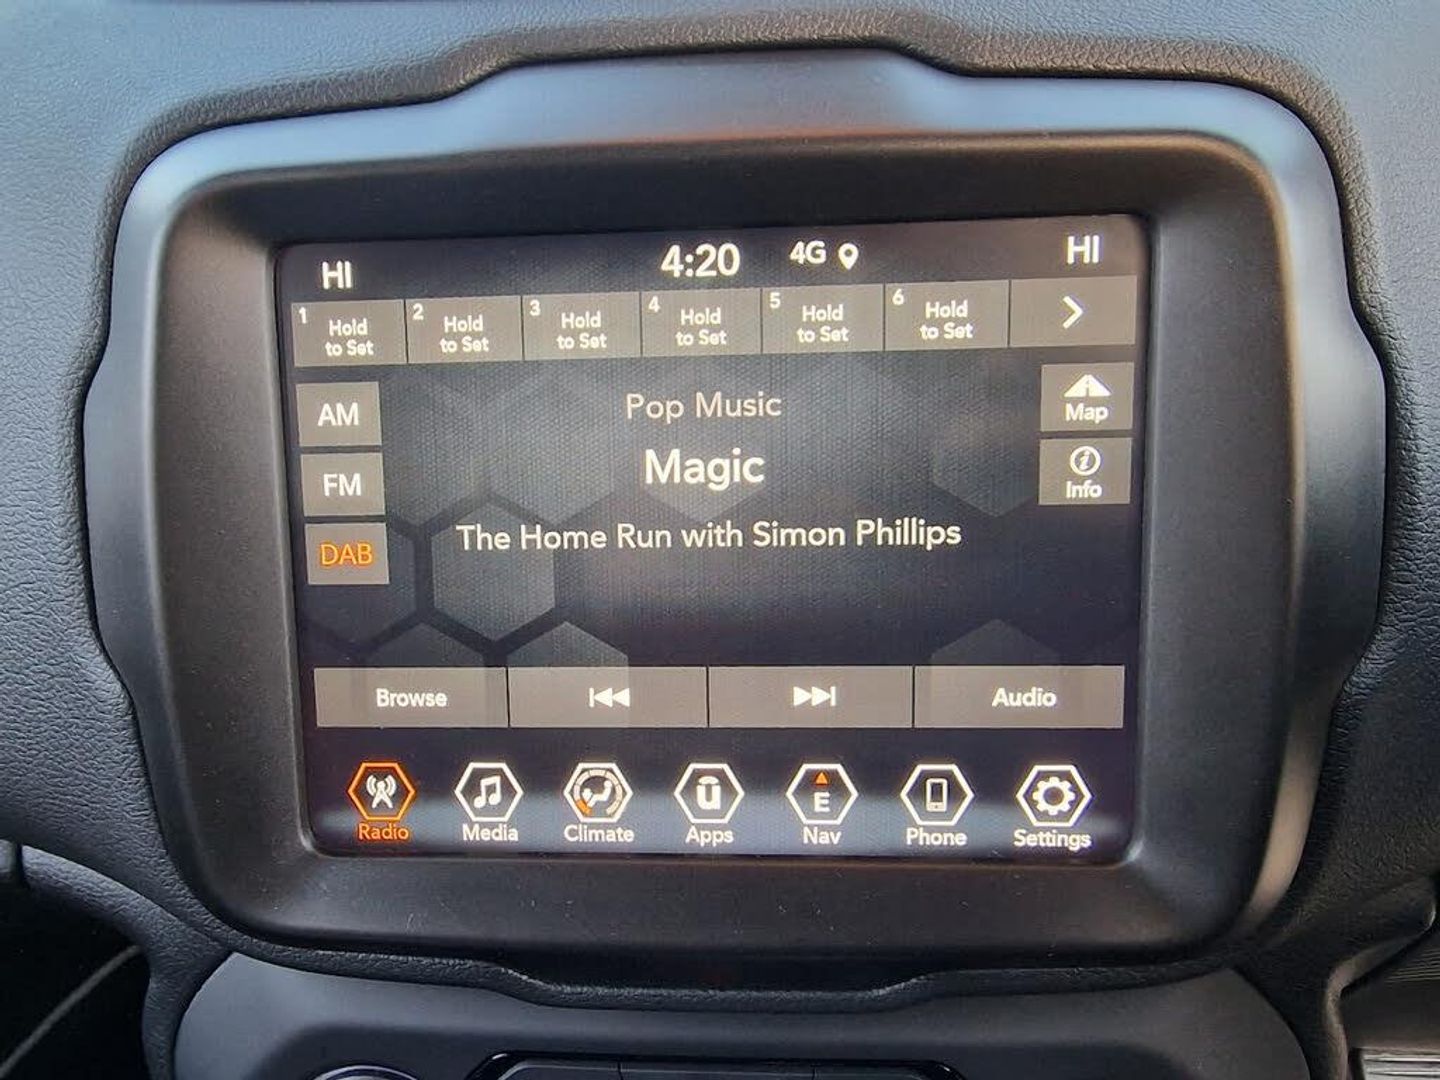 HI 4:20 4G HI
1 Hold to Set
2 Hold to Set
3 Hold to Set
4 Hold to Set
5 Hold to Set
6 Hold to Set
AM
FM
DAB
Pop Music
Magic
The Home Run with Simon Phillips
Map
Info
Browse
Audio
Radio
Media
Climate
u
Apps
E
Nav
Phone
Settings